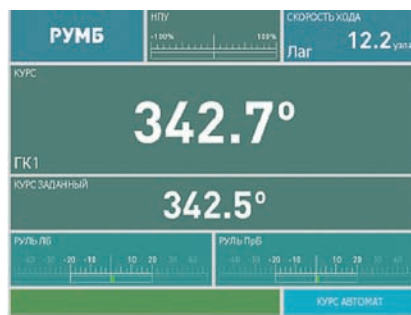 РУМБ
НПУ
-100% 100%
СКОРОСТЬ ХОДА
Лаг 12.2 узла
КУРС
342.7°
ГК1
КУРС ЗАДАННЫЙ
342.5°
РУЛЬ ЛБ
-20 -10 10 20
РУЛЬ ПрБ
-20 -10 10 20
КУРС АВТОМАТ